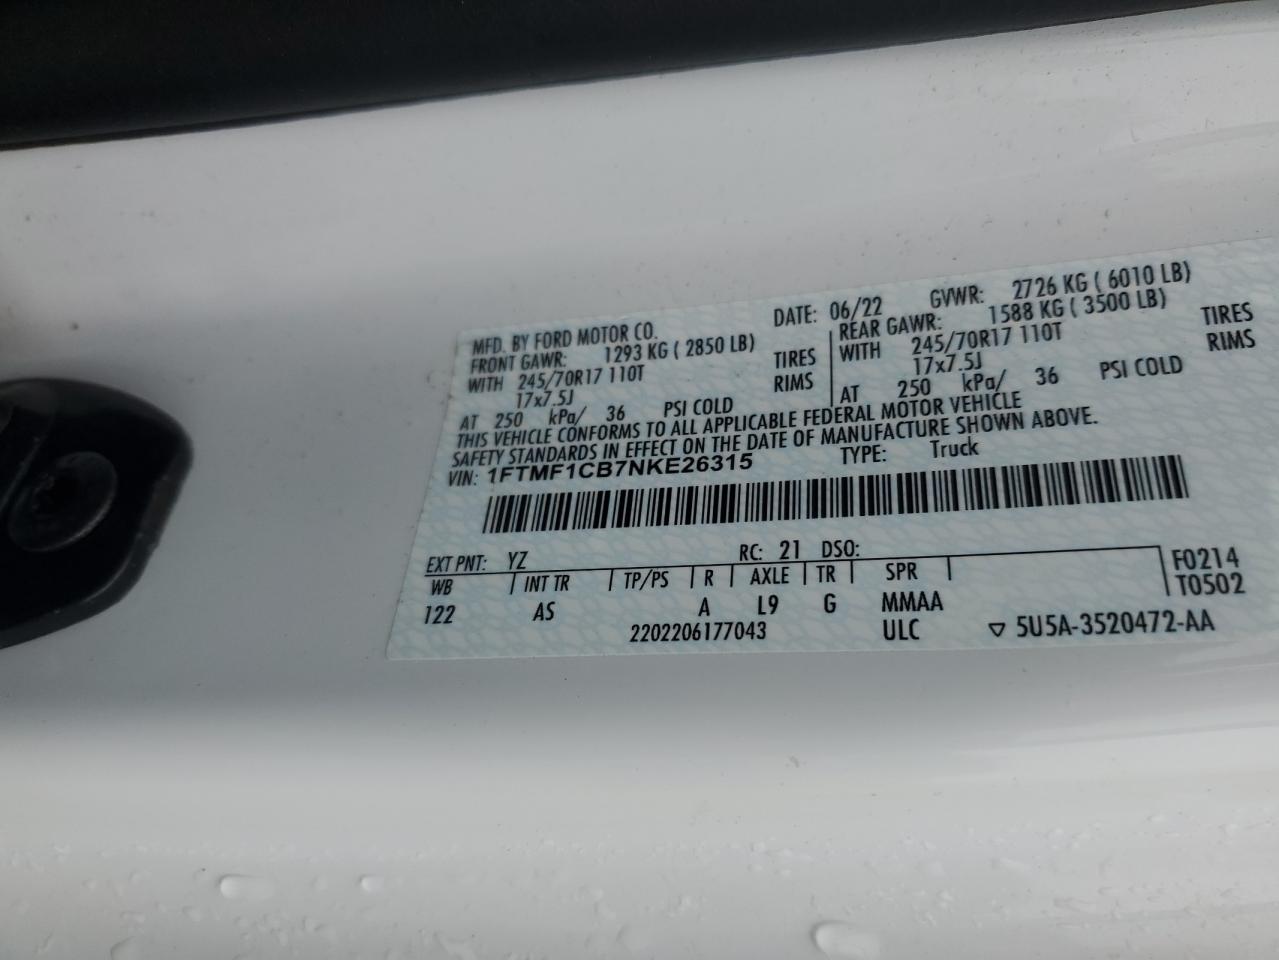 MFD. BY FORD MOTOR CO.
DATE: 06/22 GVWR: 2726 KG ( 6010 LB)
FRONT GAWR: 1293 KG ( 2850 LB)
WITH 245/70R17 110T TIRES
17x7.5J RIMS
AT 250 kPa/ 36 PSI COLD
REAR GAWR: 1588 KG ( 3500 LB)
WITH 245/70R17 110T TIRES
17x7.5J RIMS
AT 250 kPa/ 36 PSI COLD
THIS VEHICLE CONFORMS TO ALL APPLICABLE FEDERAL MOTOR VEHICLE
SAFETY STANDARDS IN EFFECT ON THE DATE OF MANUFACTURE SHOWN ABOVE.
VIN: 1FTMF1CB7NKE26315 TYPE: Truck
EXT PNT: YZ RC: 21 DSO:
WB INT TR TP/PS R AXLE TR SPR F0214
122 AS A L9 G MMAA T0502
2202206177043 ULC ▽ 5U5A-3520472-AA